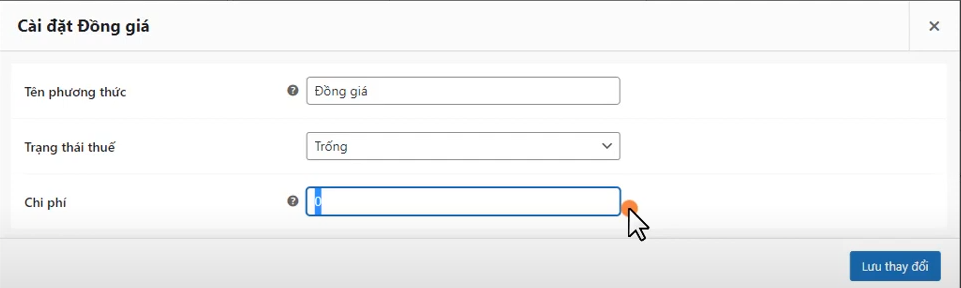 Cài đặt Đồng giá
Tên phương thức
Đồng giá
Trạng thái thuế
Trống
Chi phí
0
Lưu thay đổi